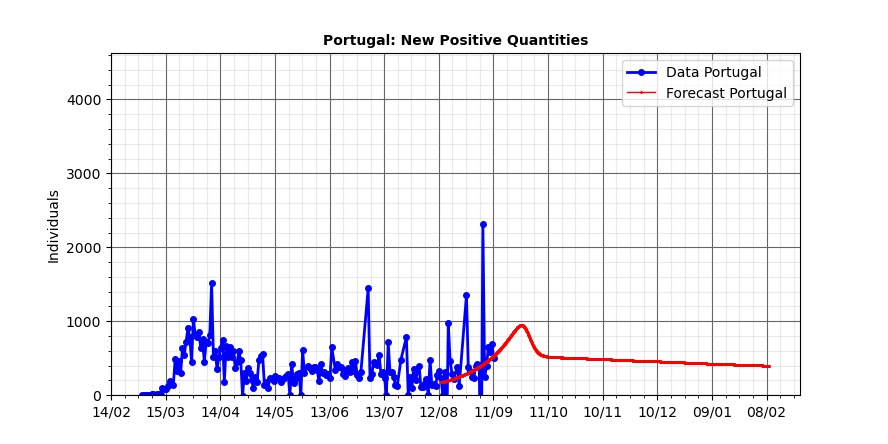 Portugal: New Positive Quantities
Data Portugal
Forecast Portugal
Individuals
4000
3000
2000
1000
0
14/02 15/03 14/04 14/05 13/06 13/07 12/08 11/09 11/10 10/11 10/12 09/01 08/02